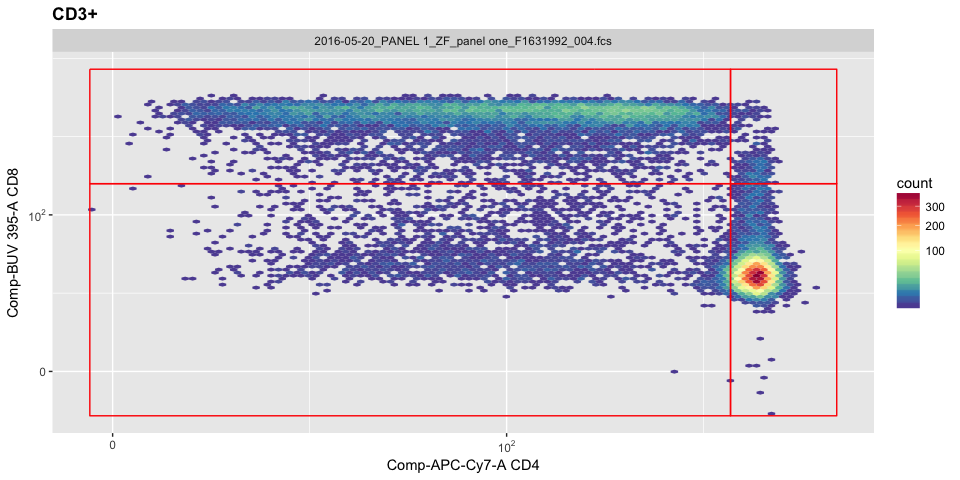 CD3+
2016-05-20_PANEL 1_ZF_panel one_F1631992_004.fcs
Comp-BUV 395-A CD8
10²
0
0
10²
Comp-APC-Cy7-A CD4
count
300
200
100